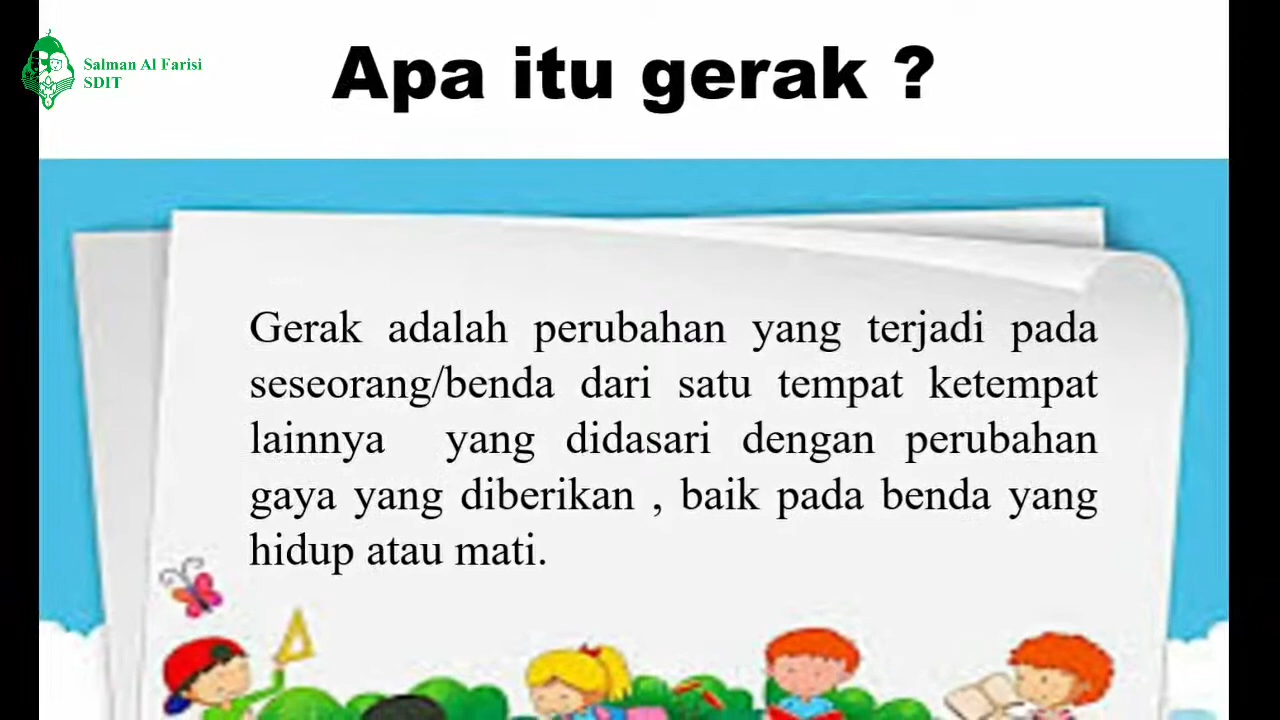 Salman Al Farisi
SDIT
Apa itu gerak ?
Gerak adalah perubahan yang terjadi pada
seseorang/benda dari satu tempat ketempat
lainnya yang didasari dengan perubahan
gaya yang diberikan , baik pada benda yang
hidup atau mati.